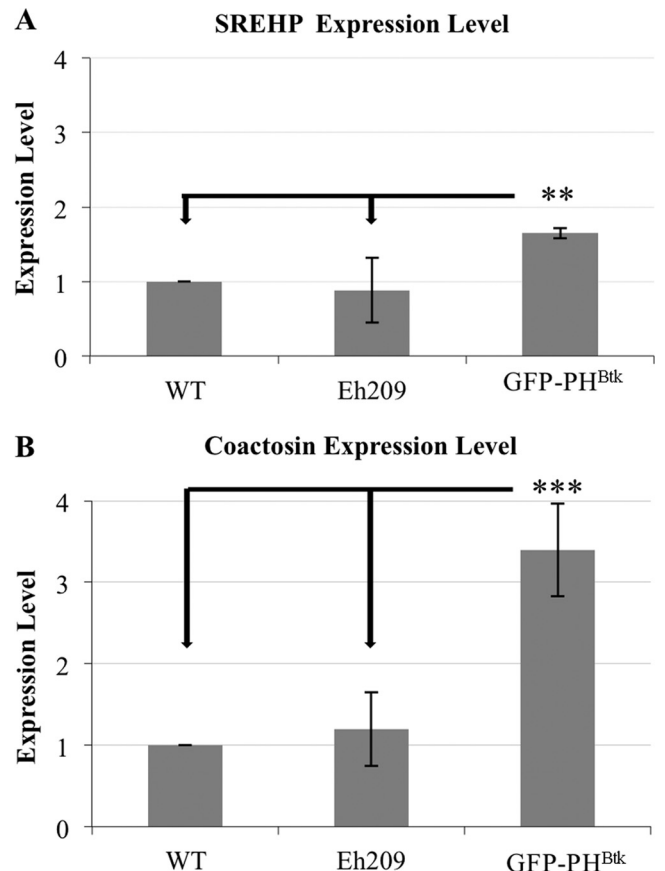 A
SREHP Expression Level
Expression Level
4
3
2
1
0
**
WT
Eh209
GFP-PHBtk
B
Coactosin Expression Level
Expression Level
4
3
2
1
0
***
WT
Eh209
GFP-PHBtk